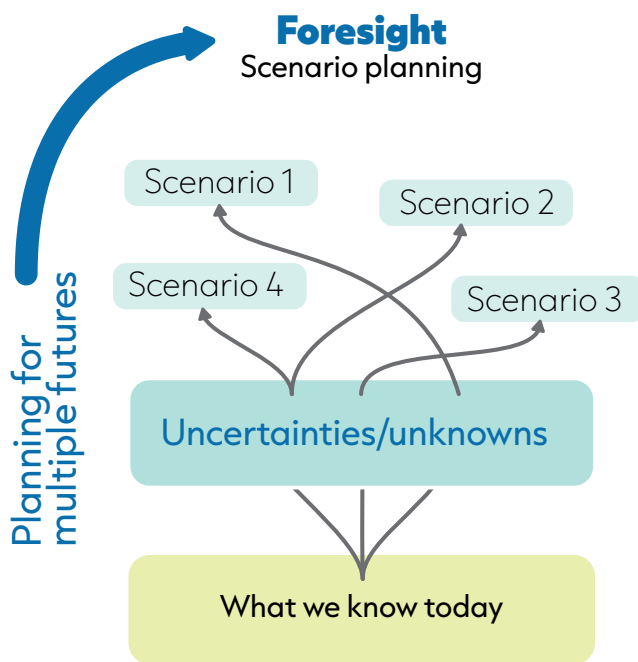 Foresight
Scenario planning
Scenario 1
Scenario 2
Scenario 4
Scenario 3
Planning for
multiple futures
Uncertainties/unknowns
What we know today